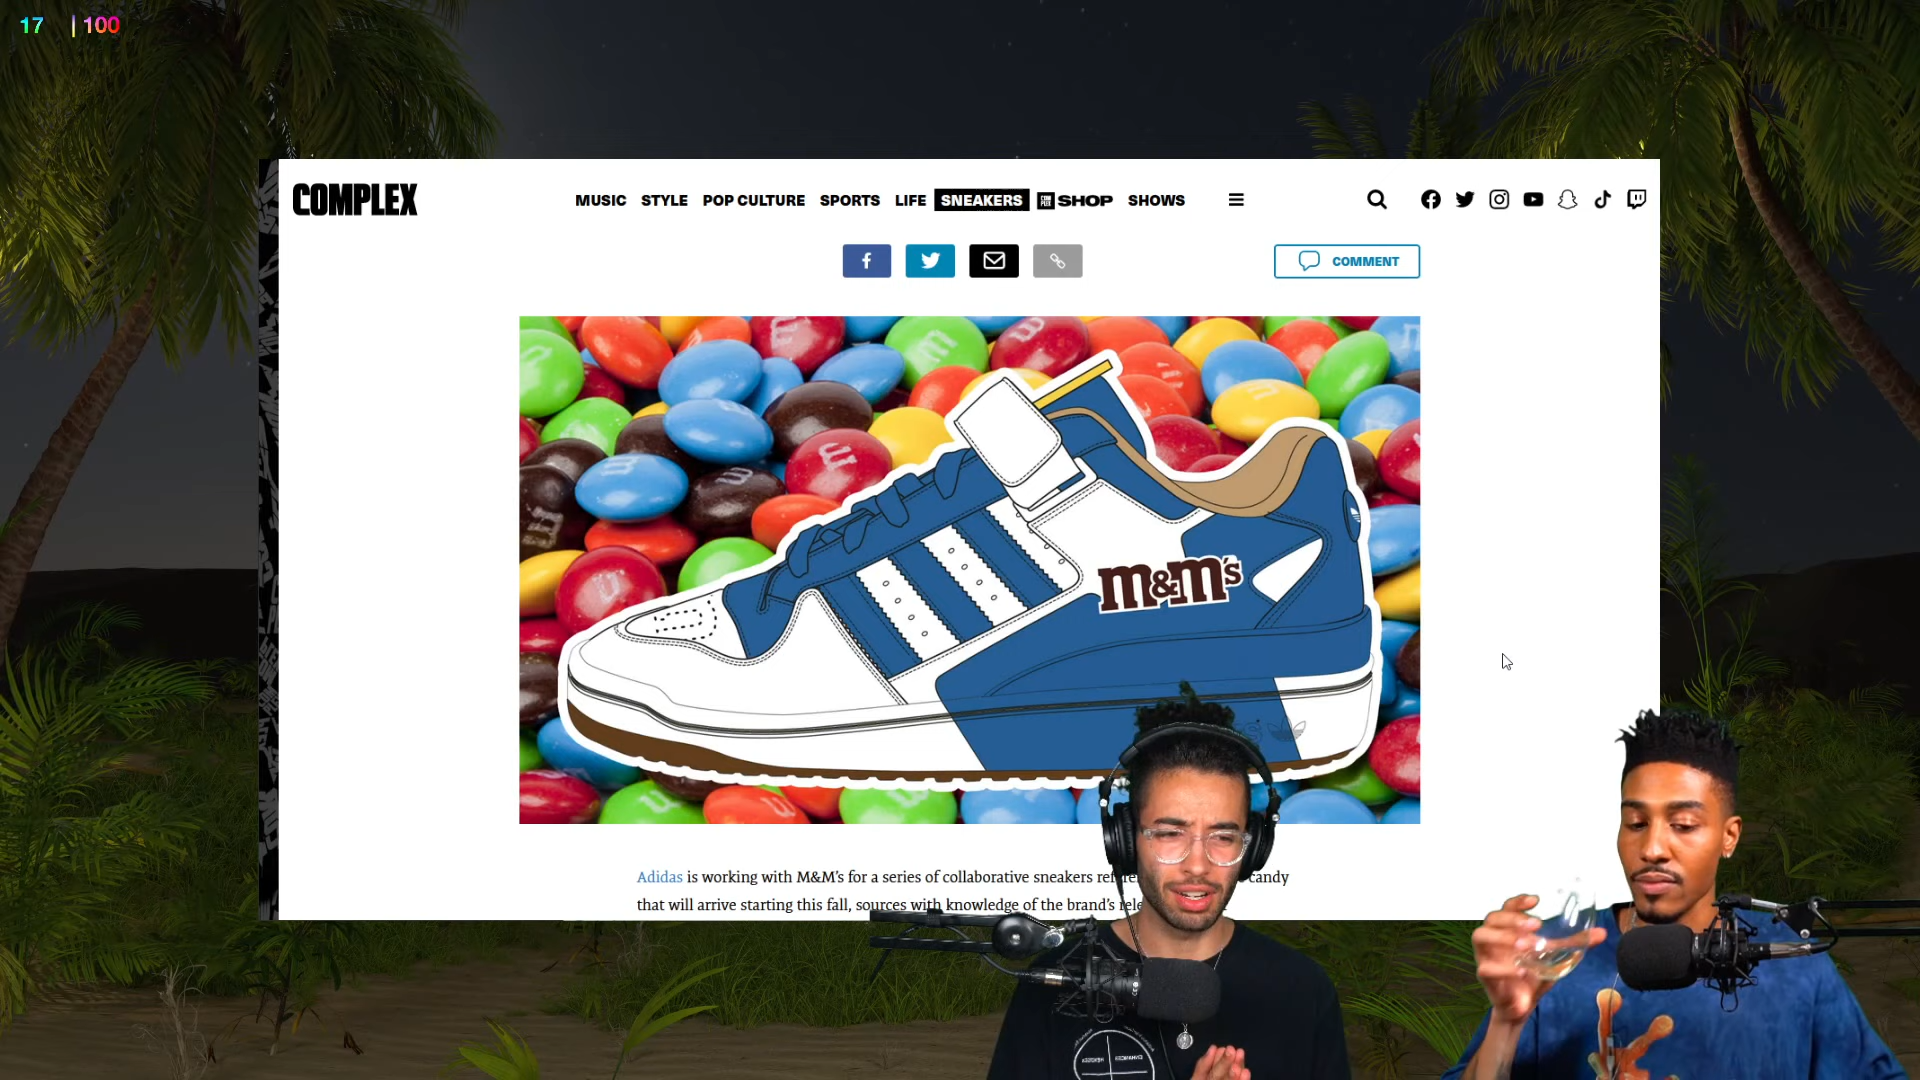 17 | 100
COMPLEX
MUSIC STYLE POP CULTURE SPORTS LIFE SNEAKERS COMPLEX SHOP SHOWS
COMMENT
m&m's
Adidas is working with M&M's for a series of collaborative sneakers candy
that will arrive starting this fall, sources with knowledge of the brand's